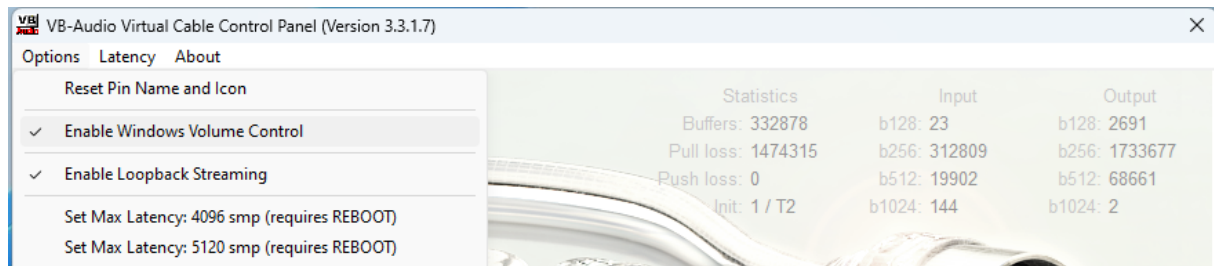 VB-Audio Virtual Cable Control Panel (Version 3.3.1.7)
Options Latency About
Reset Pin Name and Icon
Enable Windows Volume Control
Enable Loopback Streaming
Set Max Latency: 4096 smp (requires REBOOT)
Set Max Latency: 5120 smp (requires REBOOT)
Statistics Input Output
Buffers: 332878 b128: 23 b128: 2691
Pull loss: 1474315 b256: 312809 b256: 1733677
Push loss: 0 b512: 19902 b512: 68661
Init: 1 / T2 b1024: 144 b1024: 2